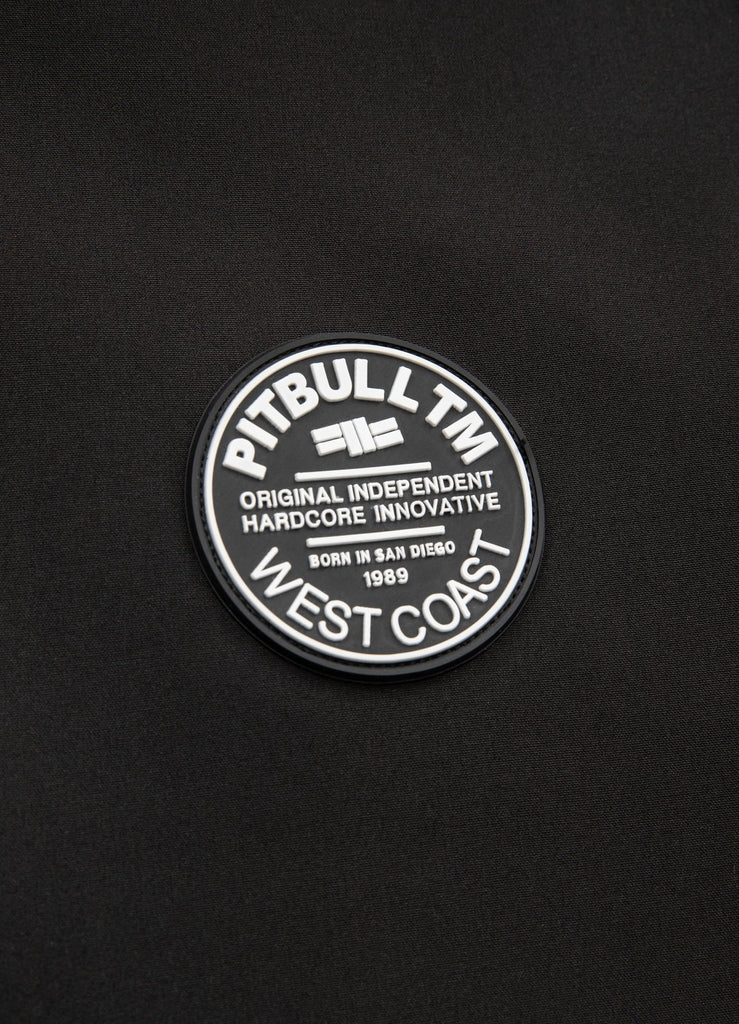 PITBULL TM
ORIGINAL INDEPENDENT
HARDCORE INNOVATIVE
BORN IN SAN DIEGO
1989
WEST COAST